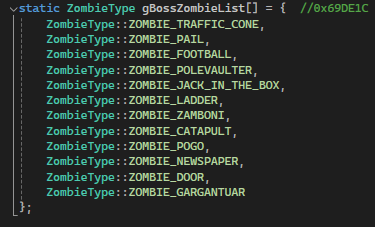 static ZombieType gBossZombieList[] = {  //0x69DE1C
    ZombieType::ZOMBIE_TRAFFIC_CONE,
    ZombieType::ZOMBIE_PAIL,
    ZombieType::ZOMBIE_FOOTBALL,
    ZombieType::ZOMBIE_POLEVAULTER,
    ZombieType::ZOMBIE_JACK_IN_THE_BOX,
    ZombieType::ZOMBIE_LADDER,
    ZombieType::ZOMBIE_ZAMBONI,
    ZombieType::ZOMBIE_CATAPULT,
    ZombieType::ZOMBIE_POGO,
    ZombieType::ZOMBIE_NEWSPAPER,
    ZombieType::ZOMBIE_DOOR,
    ZombieType::ZOMBIE_GARGANTUAR
};